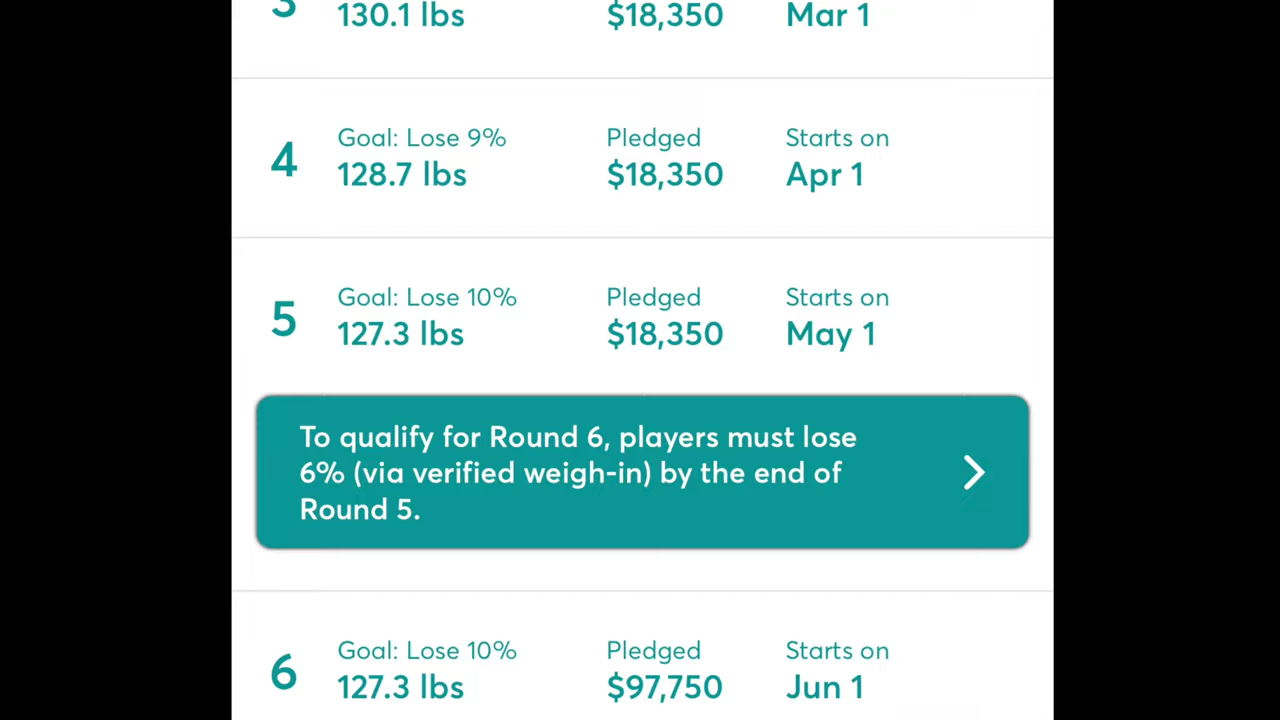 3
130.1 lbs
$18,350
Mar 1
4
Goal: Lose 9%
128.7 lbs
Pledged
$18,350
Starts on
Apr 1
5
Goal: Lose 10%
127.3 lbs
Pledged
$18,350
Starts on
May 1
To qualify for Round 6, players must lose
6% (via verified weigh-in) by the end of
Round 5.
6
Goal: Lose 10%
127.3 lbs
Pledged
$97,750
Starts on
Jun 1